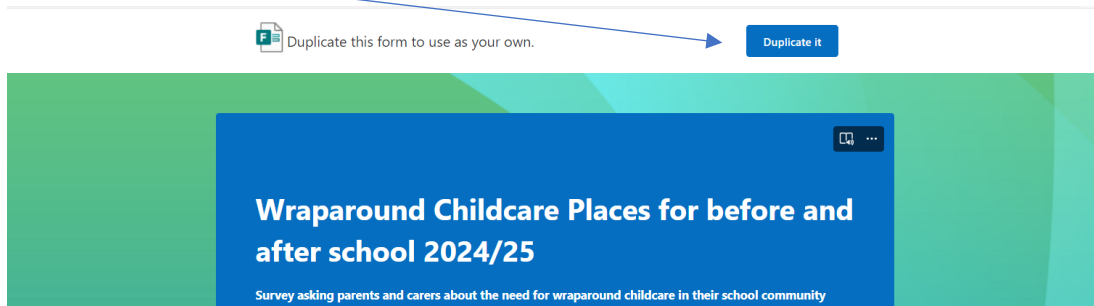 Duplicate this form to use as your own.
Duplicate it
Wraparound Childcare Places for before and
after school 2024/25
Survey asking parents and carers about the need for wraparound childcare in their school community